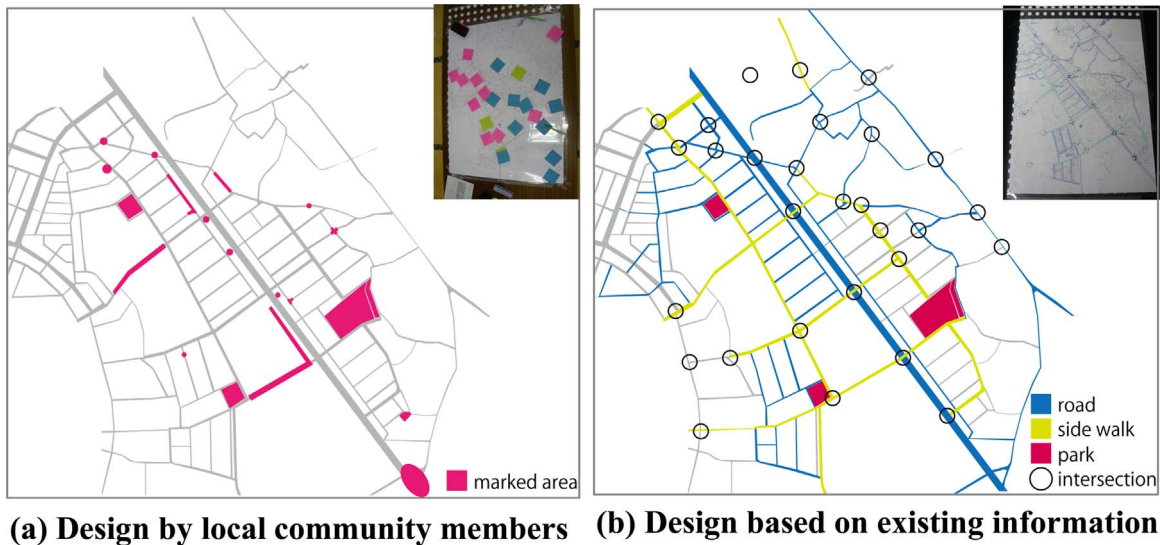 marked area
road
side walk
park
intersection
(a) Design by local community members
(b) Design based on existing information